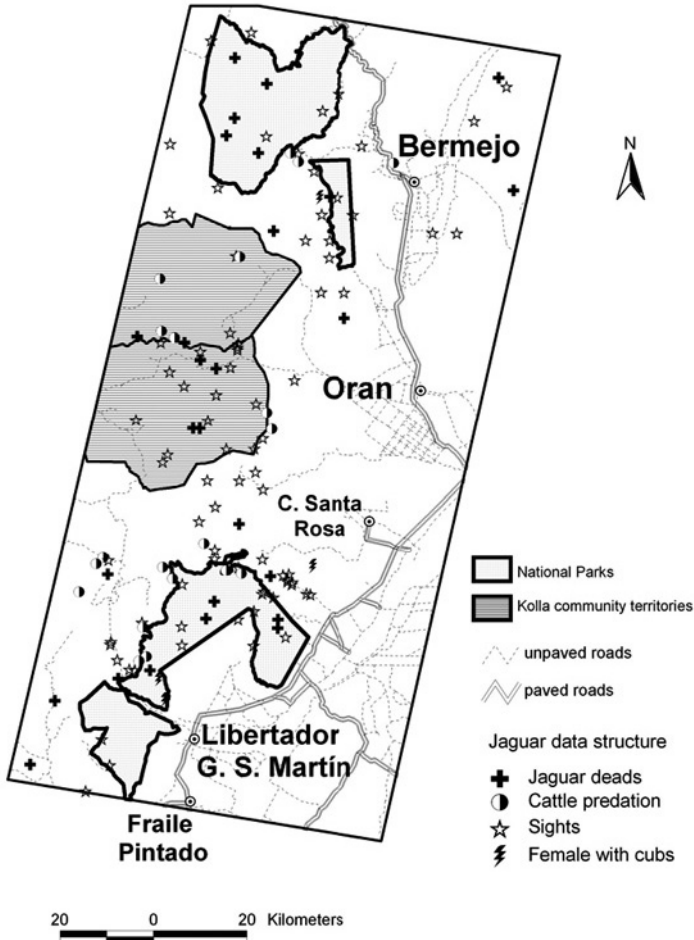 N
Bermejo
Oran
C. Santa
Rosa
National Parks
Kolla community territories
unpaved roads
paved roads
Libertador
G. S. Martín
Jaguar data structure
Jaguar deads
Cattle predation
Sights
Female with cubs
Fraile
Pintado
20 0 20 Kilometers